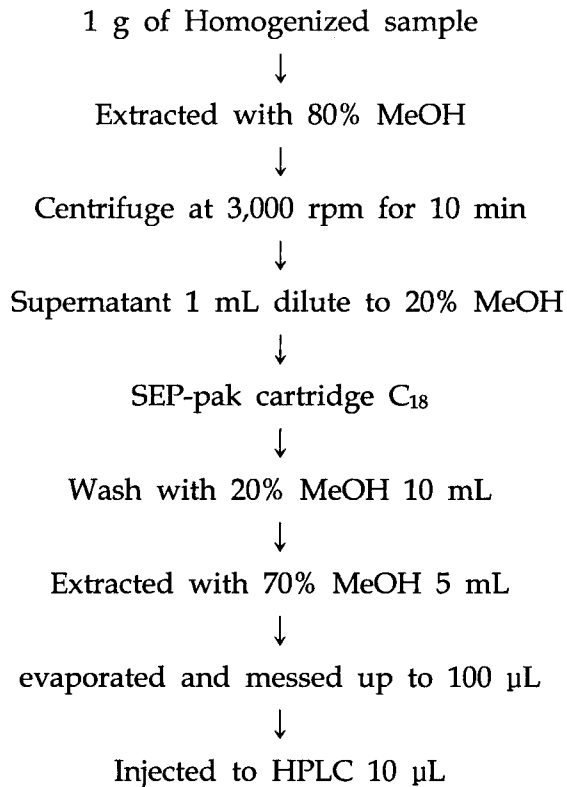 1 g of Homogenized sample
↓
Extracted with 80% MeOH
↓
Centrifuge at 3,000 rpm for 10 min
↓
Supernatant 1 mL dilute to 20% MeOH
↓
SEP-pak cartridge C₁₈
↓
Wash with 20% MeOH 10 mL
↓
Extracted with 70% MeOH 5 mL
↓
evaporated and messed up to 100 μL
↓
Injected to HPLC 10 μL